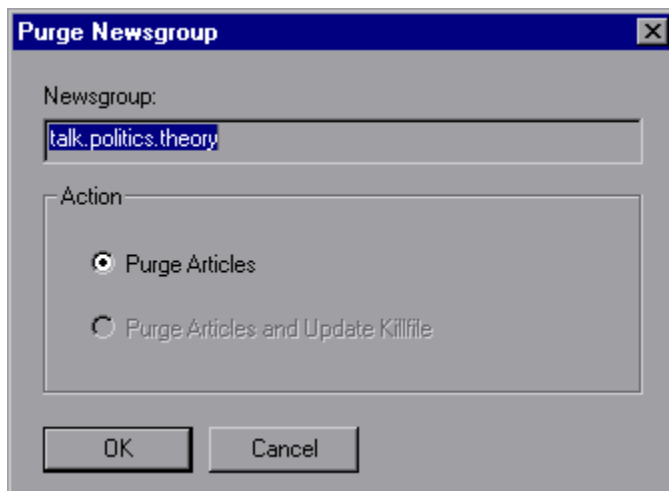 Purge Newsgroup
Newsgroup:
talk.politics.theory
Action
Purge Articles
Purge Articles and Update Killfile
OK Cancel